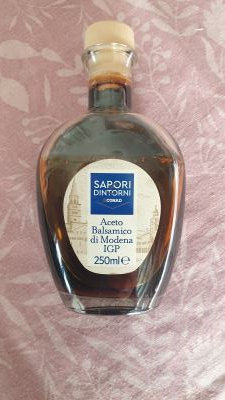 SAPORI
DINTORNI
CONAD
Aceto
Balsamico
di Modena
IGP
250ml e